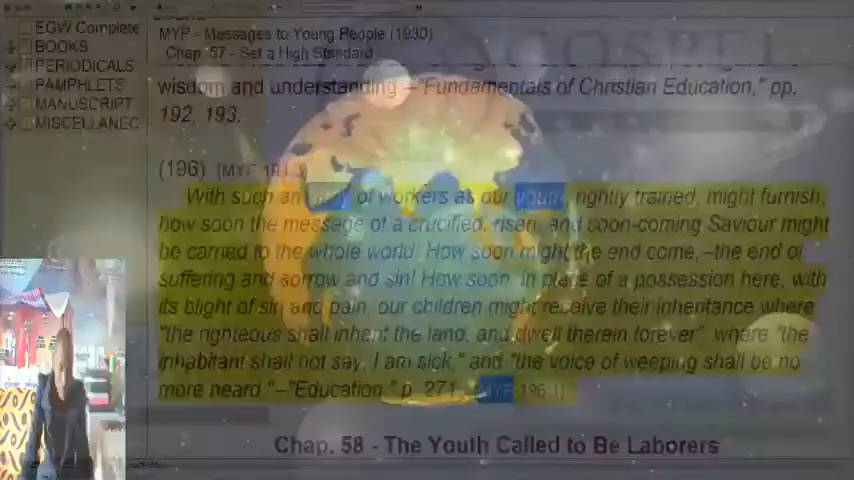 EGW Complete
BOOKS
PERIODICALS
PAMPHLETS
MANUSCRIPT
MISCELLANEC
MYP - Messages to Young People (1930)
Chap. 57 - Set a High Standard
GOSPEL
wisdom and understanding.–"Fundamentals of Christian Education," pp.
192, 193.
(196) (MYP
With such an army of workers as our youth, rightly trained, might furnish,
how soon the message of a crucified, risen, and soon-coming Saviour might
be carried to the whole world! How soon might the end come,–the end of
suffering and sorrow and sin! How soon, in place of a possession here, with
its blight of sin and pain, our children might receive their inheritance where
"the righteous shall inherit the land, and dwell therein forever", where "the
inhabitant shall not say, I am sick," and "the voice of weeping shall be no
more heard."–"Education," p. 271. MYP 196.1)
Chap. 58 - The Youth Called to Be Laborers